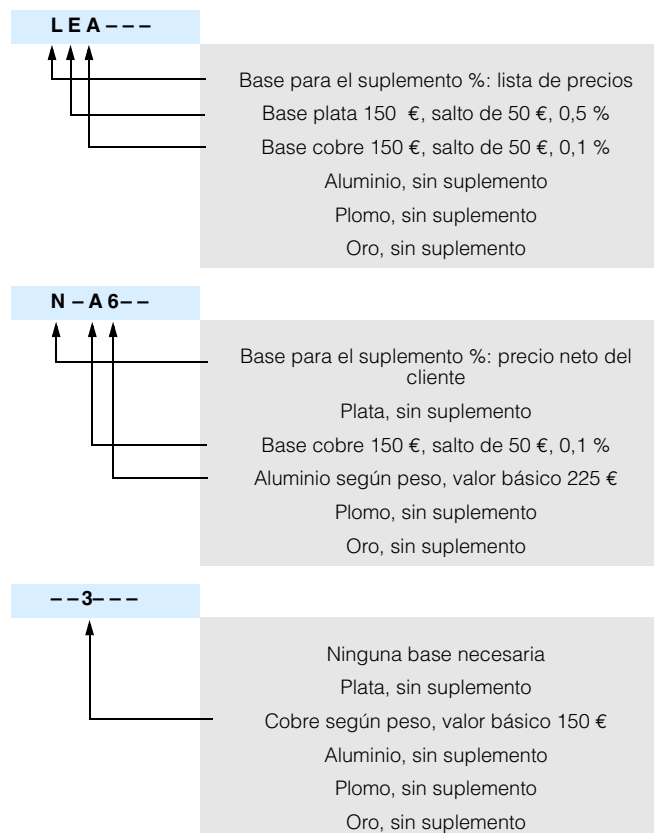 L E A – – –
Base para el suplemento %: lista de precios
Base plata 150 €, salto de 50 €, 0,5 %
Base cobre 150 €, salto de 50 €, 0,1 %
Aluminio, sin suplemento
Plomo, sin suplemento
Oro, sin suplemento
N – A 6 – –
Base para el suplemento %: precio neto del
cliente
Plata, sin suplemento
Base cobre 150 €, salto de 50 €, 0,1 %
Aluminio según peso, valor básico 225 €
Plomo, sin suplemento
Oro, sin suplemento
– – 3 – – –
Ninguna base necesaria
Plata, sin suplemento
Cobre según peso, valor básico 150 €
Aluminio, sin suplemento
Plomo, sin suplemento
Oro, sin suplemento